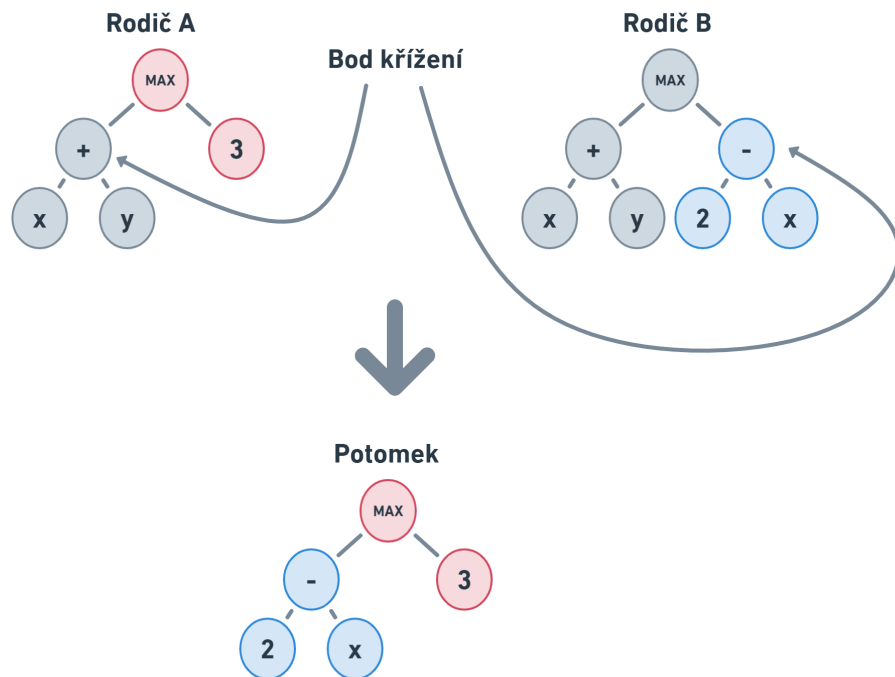 Rodič A
Bod křížení
Rodič B
MAX
+
3
x
y
MAX
+
-
x
y
2
x
Potomek
MAX
-
3
2
x